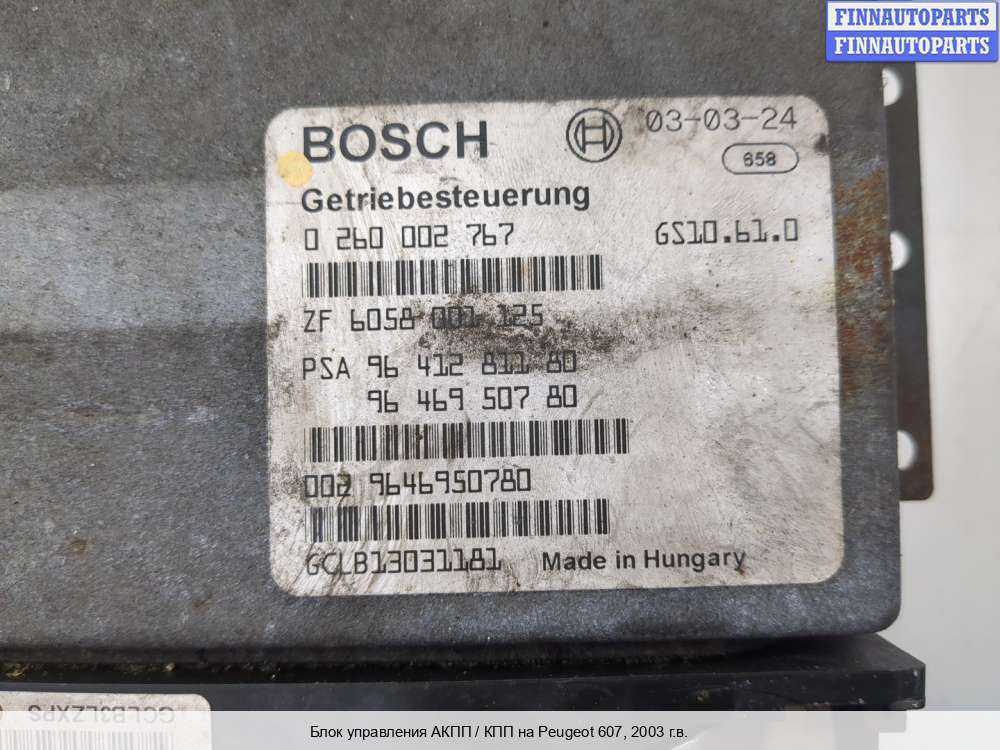 FINNAUTOPARTS
FINNAUTOPARTS
BOSCH
03-03-24
658
Getriebesteuerung
0 260 002 767 GS10.61.0
ZF 6058 001 125
PSA 96 412 811 80
96 469 507 80
002 9646950780
GCLB13031181 Made in Hungary
GCLB3LZXPS
Блок управления АКПП / КПП на Peugeot 607, 2003 г.в.